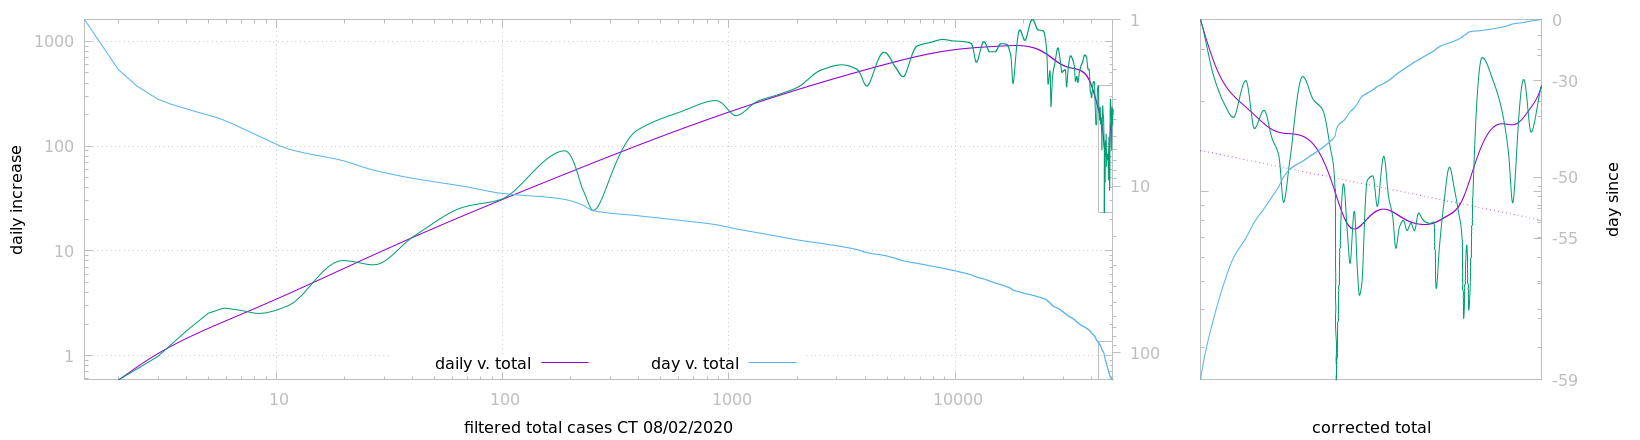 1000
100
10
1
daily increase
10
100
1000
10000
filtered total cases CT 08/02/2020
daily v. total
day v. total
1
10
100
0
-30
-50
-55
-59
day since
corrected total